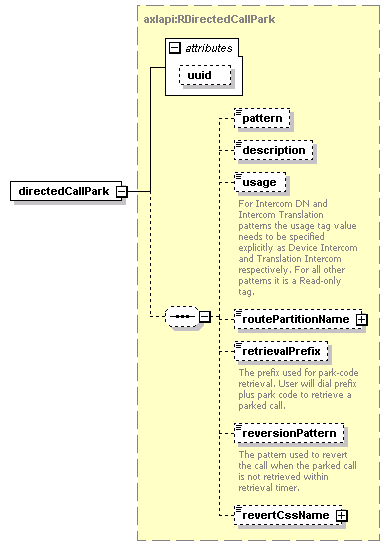 axlapi:RDirectedCallPark
attributes
uuid
pattern
description
directedCallPark
usage
For Intercom DN and
Intercom Translation
patterns the usage tag value
needs to be specified
explicitly as Device Intercom
and Translation Intercom
respectively. For all other
patterns it is a Read-only
tag.
routePartitionName
retrievalPrefix
The prefix used for park-code
retrieval. User will dial prefix
plus park code to retrieve a
parked call.
reversionPattern
The pattern used to revert
the call when the parked call
is not retrieved within
retrieval timer.
revertCssName